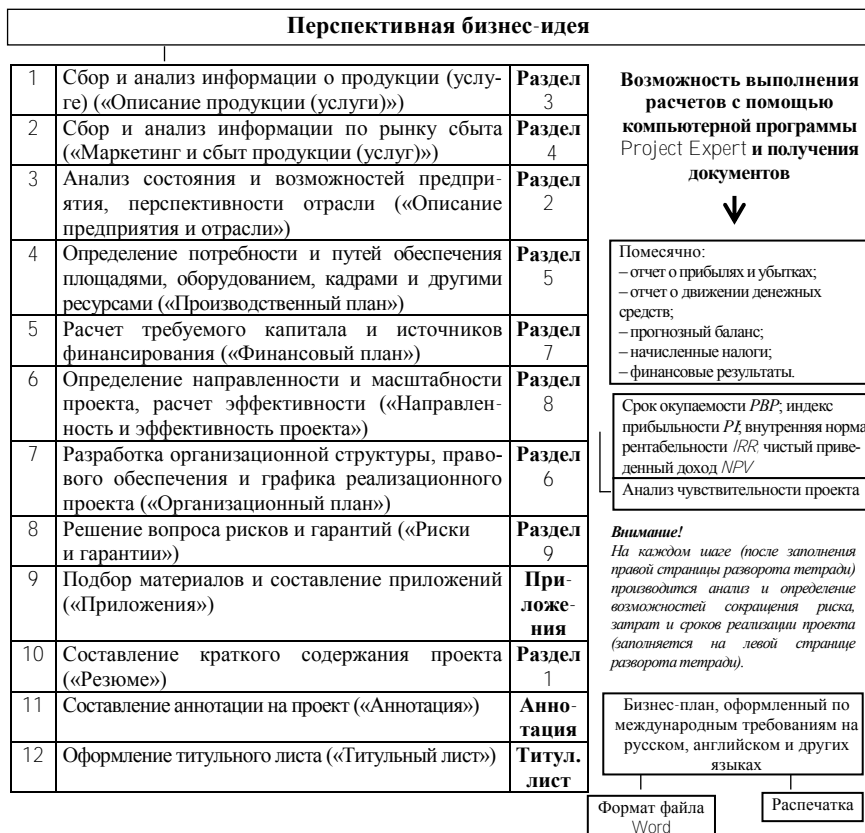 Перспективная бизнес-идея
1 Сбор и анализ информации о продукции (услу- Раздел
ге) («Описание продукции (услуги)») 3
2 Сбор и анализ информации по рынку сбыта Раздел
(«Маркетинг и сбыт продукции (услуг)») 4
3 Анализ состояния и возможностей предпри- Раздел
ятия, перспективности отрасли («Описание 2
предприятия и отрасли»)
4 Определение потребности и путей обеспечения Раздел
площадями, оборудованием, кадрами и другими 5
ресурсами («Производственный план»)
5 Расчет требуемого капитала и источников Раздел
финансирования («Финансовый план») 7
6 Определение направленности и масштабности Раздел
проекта, расчет эффективности («Направлен- 8
ность и эффективность проекта»)
7 Разработка организационной структуры, право- Раздел
вого обеспечения и графика реализационного 6
проекта («Организационный план»)
8 Решение вопроса рисков и гарантий («Риски Раздел
и гарантии») 9
9 Подбор материалов и составление приложений При-
(«Приложения») ложе-
ния
10 Составление краткого содержания проекта Раздел
(«Резюме») 1
11 Составление аннотации на проект («Аннотация») Анно-
тация
12 Оформление титульного листа («Титульный лист») Титул.
лист
Возможность выполнения
расчетов с помощью
компьютерной программы
Project Expert и получения
документов
Помесячно:
– отчет о прибылях и убытках;
– отчет о движении денежных
средств;
– прогнозный баланс;
– начисленные налоги;
– финансовые результаты.
Срок окупаемости PBP; индекс
прибыльности PI; внутренняя норма
рентабельности IRR; чистый приве-
денный доход NPV
Анализ чувствительности проекта
Внимание!
На каждом шаге (после заполнения
правой страницы разворота тетради)
производится анализ и определение
возможностей сокращения риска,
затрат и сроков реализации проекта
(заполняется на левой странице
разворота тетради).
Бизнес-план, оформленный по
международным требованиям на
русском, английском и других
языках
Формат файла
Word
Распечатка